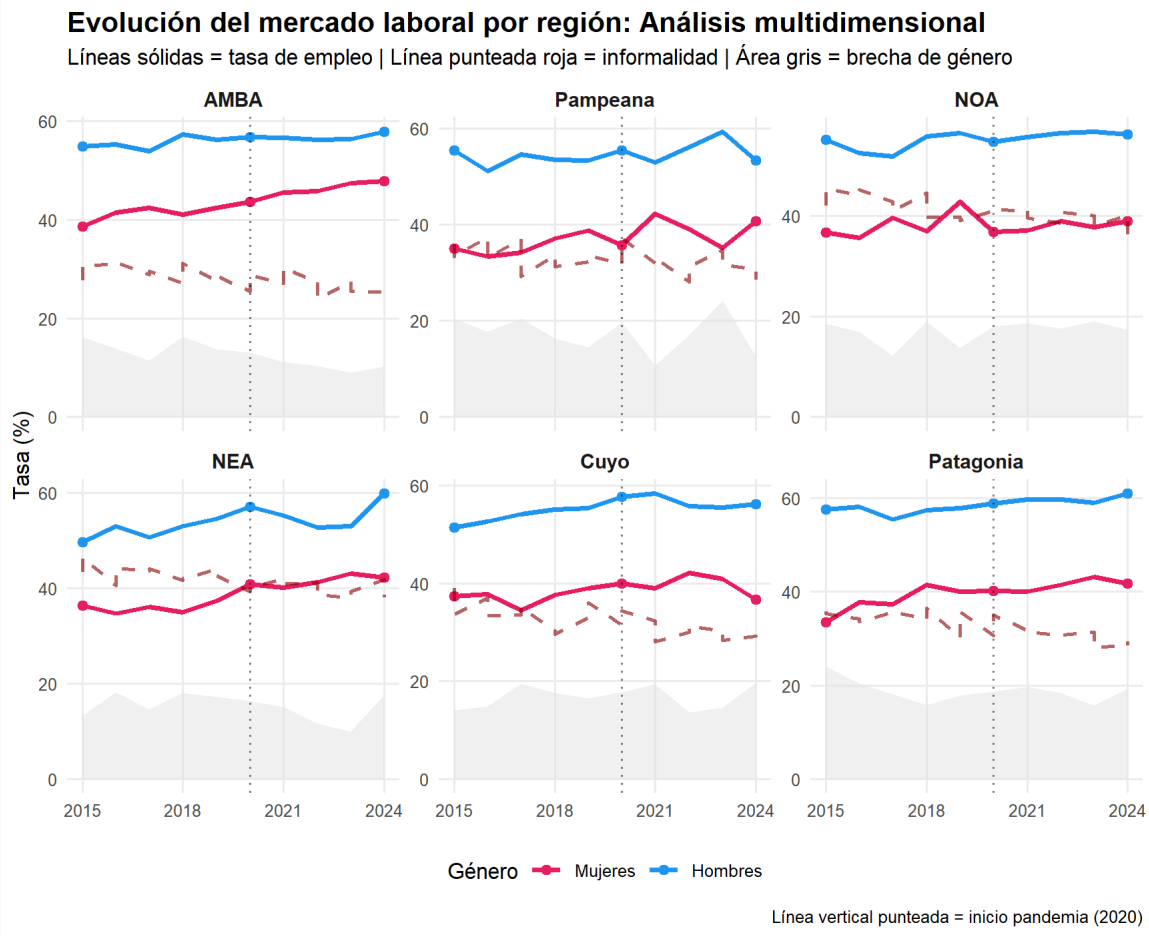 Evolución del mercado laboral por región: Análisis multidimensional
Líneas sólidas = tasa de empleo | Línea punteada roja = informalidad | Área gris = brecha de género
AMBA
Pampeana
NOA
60
40
20
0
60
40
20
0
40
20
0
Tasa (%)
NEA
Cuyo
Patagonia
60
40
20
0
60
40
20
0
60
40
20
0
2015
2018
2021
2024
2015
2018
2021
2024
2015
2018
2021
2024
Género
Mujeres
Hombres
Línea vertical punteada = inicio pandemia (2020)